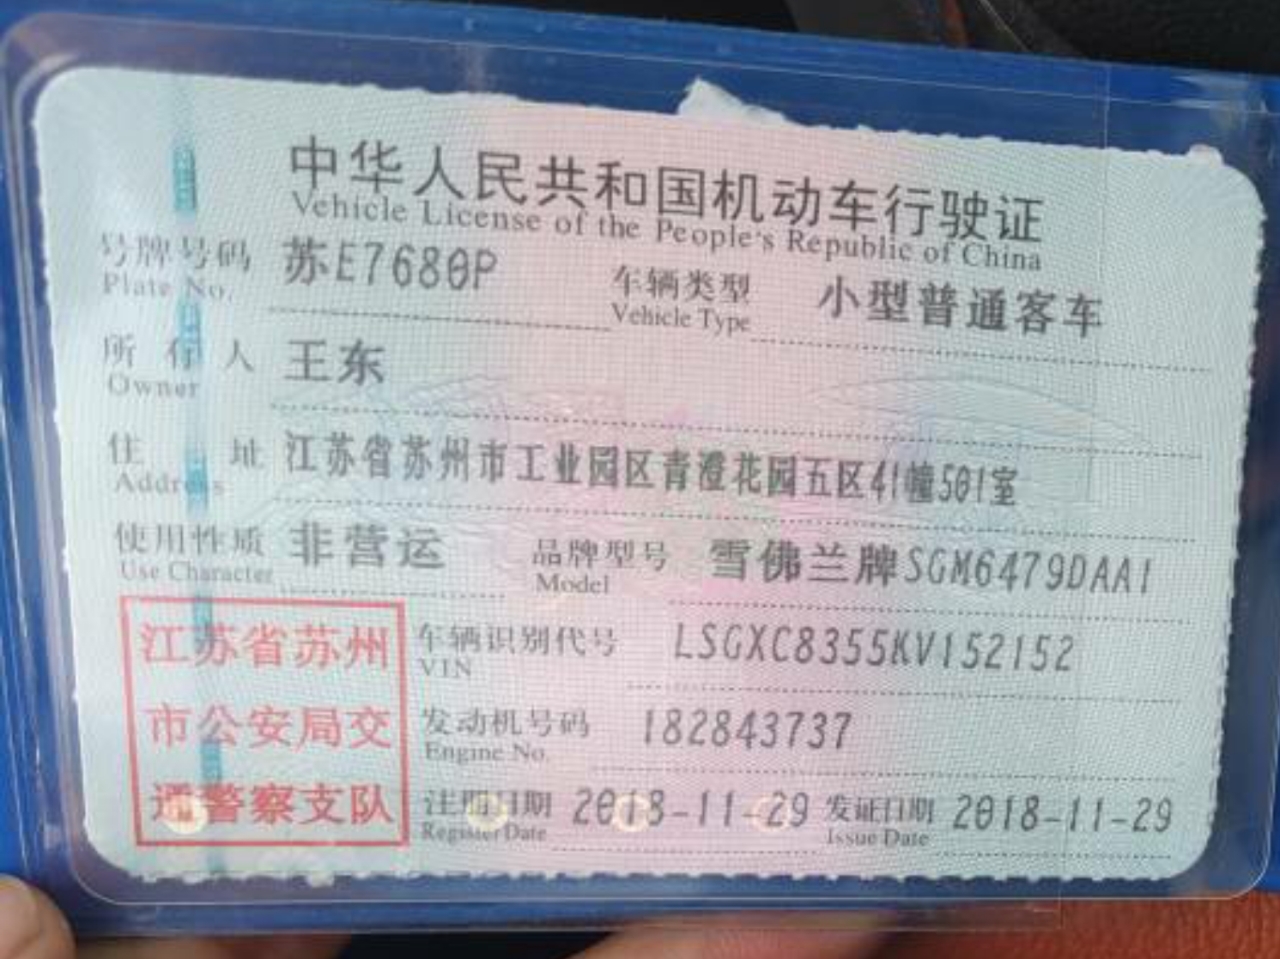 中华人民共和国机动车行驶证
Vehicle License of the People's Republic of China
号牌号码 苏E7680P 车辆类型 小型普通客车
Plate No. Vehicle Type
所有人 王东
Owner
住址 江苏省苏州市工业园区青澄花园五区41幢501室
Address
使用性质 非营运 品牌型号 雪佛兰牌SGM6479DAA1
Use Character Model
江苏省苏州
市公安局交
通警察支队
车辆识别代号 LSGXC8355KV152152
VIN
发动机号码 182843737
Engine No.
注册日期 2018-11-29 发证日期 2018-11-29
Register Date Issue Date